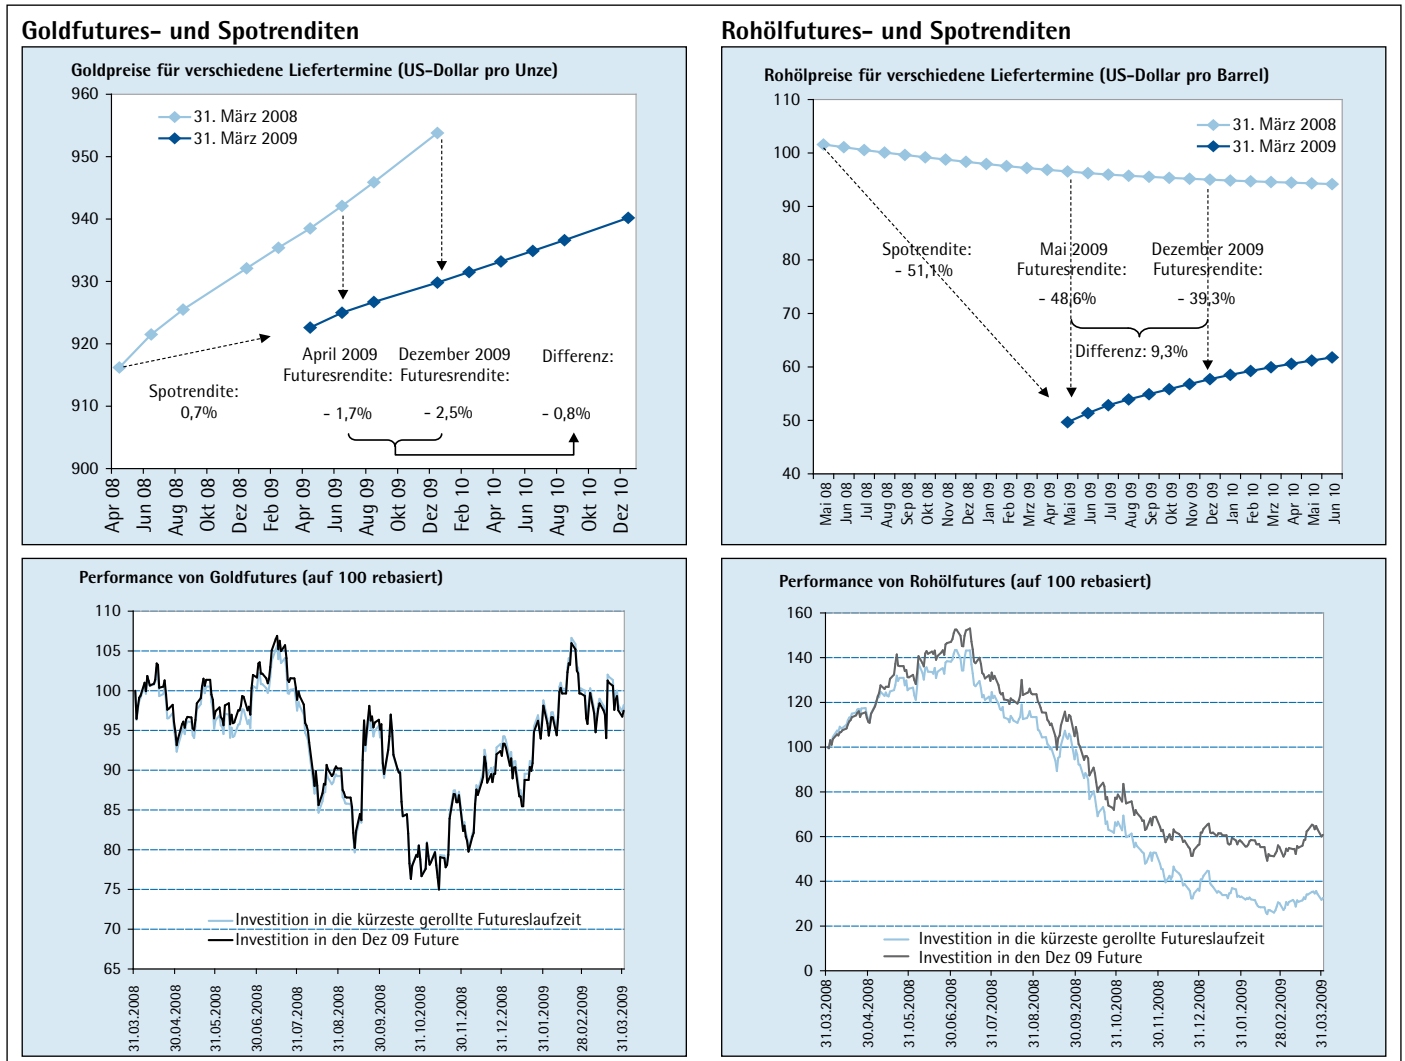 Goldfutures- und Spotrenditen
Goldpreise für verschiedene Liefertermine (US-Dollar pro Unze)
960
950
940
930
920
910
900
31. März 2008
31. März 2009
Spotrendite:
0,7%
April 2009
Futuresrendite:
- 1,7%
Dezember 2009
Futuresrendite:
- 2,5%
Differenz:
- 0,8%
Apr 08
Jun 08
Aug 08
Okt 08
Dez 08
Feb 09
Apr 09
Jun 09
Aug 09
Okt 09
Dez 09
Feb 10
Apr 10
Jun 10
Aug 10
Okt 10
Dez 10
Rohölfutures- und Spotrenditen
Rohölpreise für verschiedene Liefertermine (US-Dollar pro Barrel)
110
100
90
80
70
60
50
40
31. März 2008
31. März 2009
Spotrendite:
- 51,1%
Mai 2009
Futuresrendite:
- 48,6%
Dezember 2009
Futuresrendite:
- 39,3%
Differenz: 9,3%
Mai 08
Jun 08
Jul 08
Aug 08
Sep 08
Okt 08
Nov 08
Dez 08
Jan 09
Feb 09
Mrz 09
Apr 09
Mai 09
Jun 09
Jul 09
Aug 09
Sep 09
Okt 09
Nov 09
Dez 09
Jan 10
Feb 10
Mrz 10
Apr 10
Mai 10
Jun 10
Performance von Goldfutures (auf 100 rebasiert)
110
105
100
95
90
85
80
75
70
65
Investition in die kürzeste gerollte Futureslaufzeit
Investition in den Dez 09 Future
31.03.2008
30.04.2008
31.05.2008
30.06.2008
31.07.2008
31.08.2008
30.09.2008
31.10.2008
30.11.2008
31.12.2008
31.01.2009
28.02.2009
31.03.2009
Performance von Rohölfutures (auf 100 rebasiert)
160
140
120
100
80
60
40
20
0
Investition in die kürzeste gerollte Futureslaufzeit
Investition in den Dez 09 Future
31.03.2008
30.04.2008
31.05.2008
30.06.2008
31.07.2008
31.08.2008
30.09.2008
31.10.2008
30.11.2008
31.12.2008
31.01.2009
28.02.2009
31.03.2009